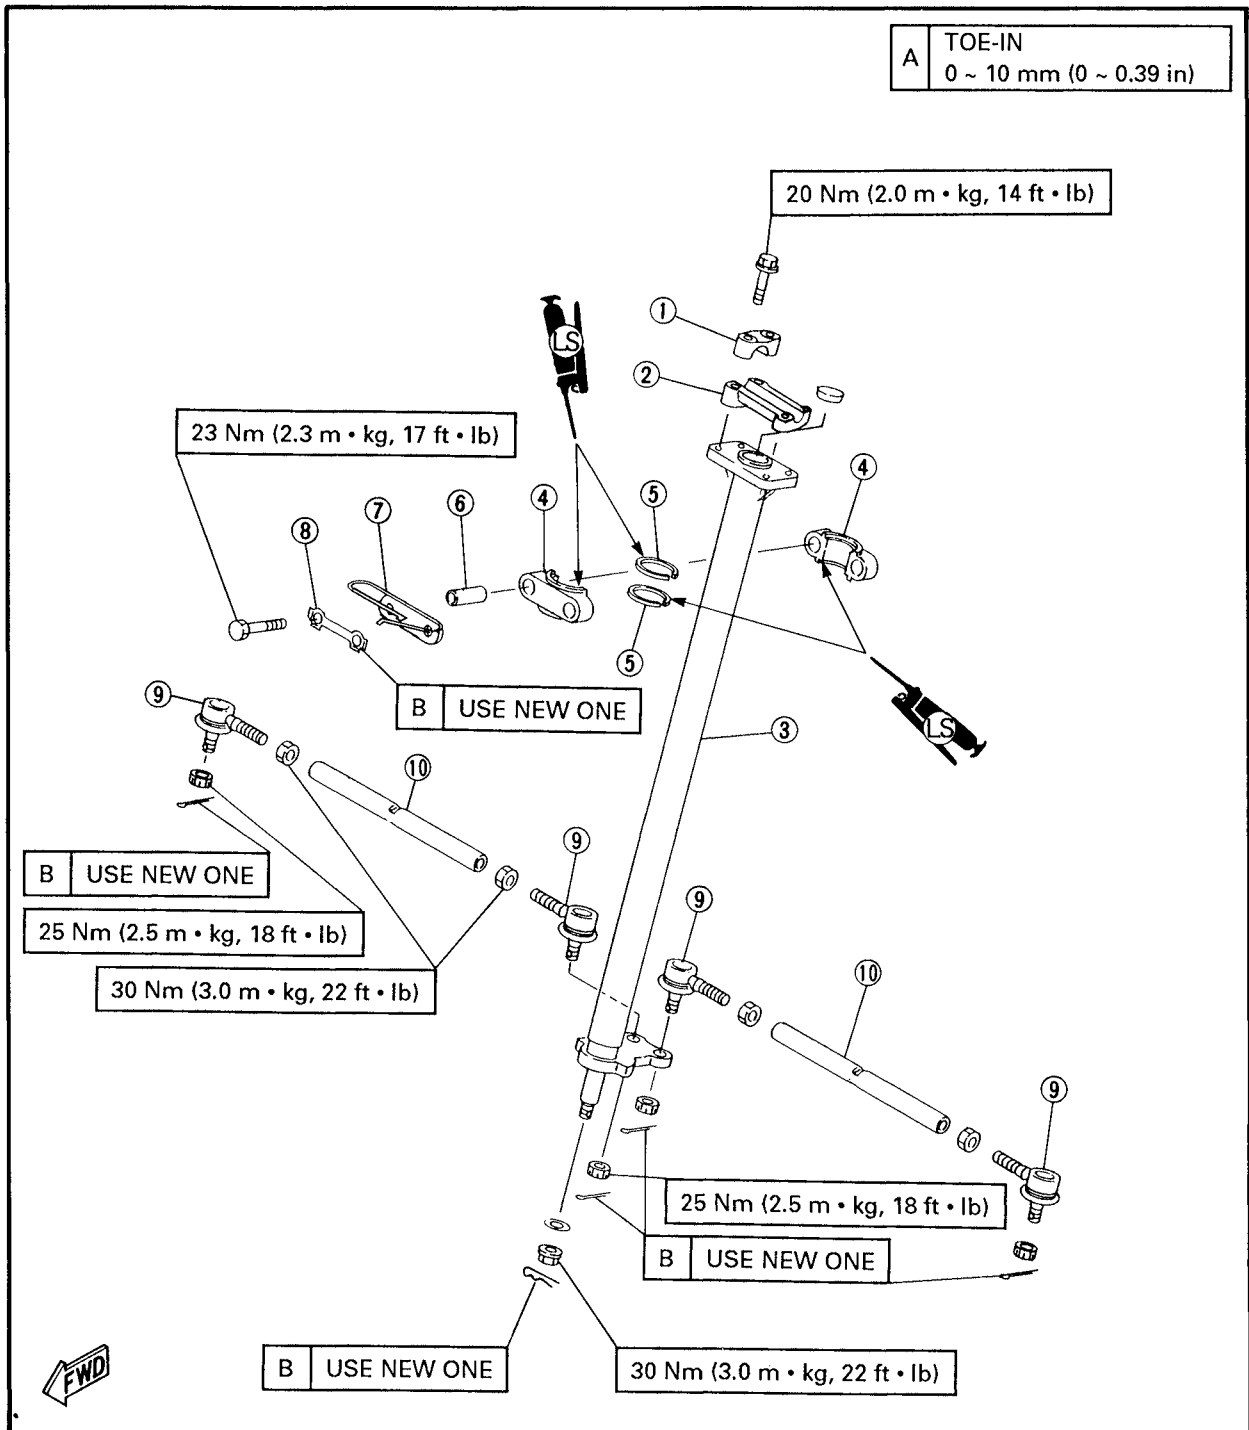 A TOE-IN
0 ~ 10 mm (0 ~ 0.39 in)
20 Nm (2.0 m • kg, 14 ft • lb)
1
LS
2
23 Nm (2.3 m • kg, 17 ft • lb)
4
5
4
6
7
8
5
B USE NEW ONE
LS
9
3
10
9
B USE NEW ONE
9
25 Nm (2.5 m • kg, 18 ft • lb)
10
30 Nm (3.0 m • kg, 22 ft • lb)
9
25 Nm (2.5 m • kg, 18 ft • lb)
B USE NEW ONE
B USE NEW ONE
30 Nm (3.0 m • kg, 22 ft • lb)
FWD